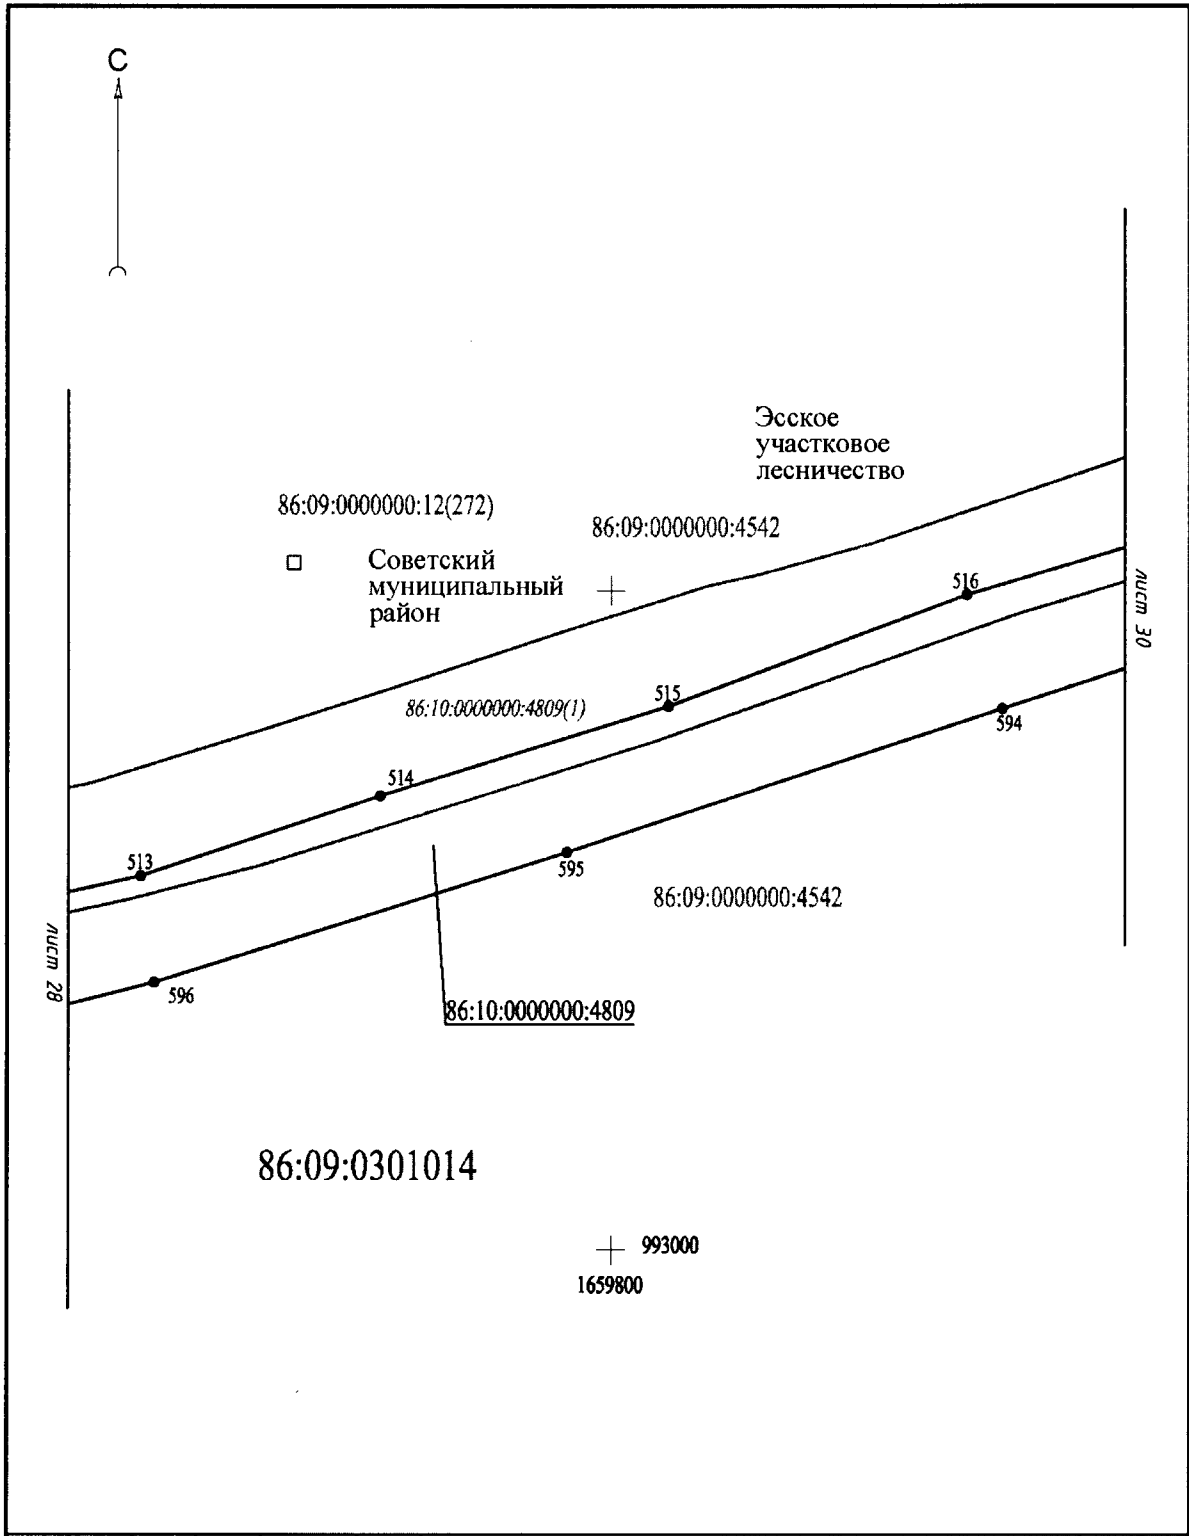 С
Эсское
участковое
лесничество
86:09:0000000:12(272)
86:09:0000000:4542
Советский
муниципальный
район
516
лист 30
86:10:0000000:4809(1)
515
594
514
513
595
86:09:0000000:4542
лист 28
596
86:10:0000000:4809
86:09:0301014
993000
1659800